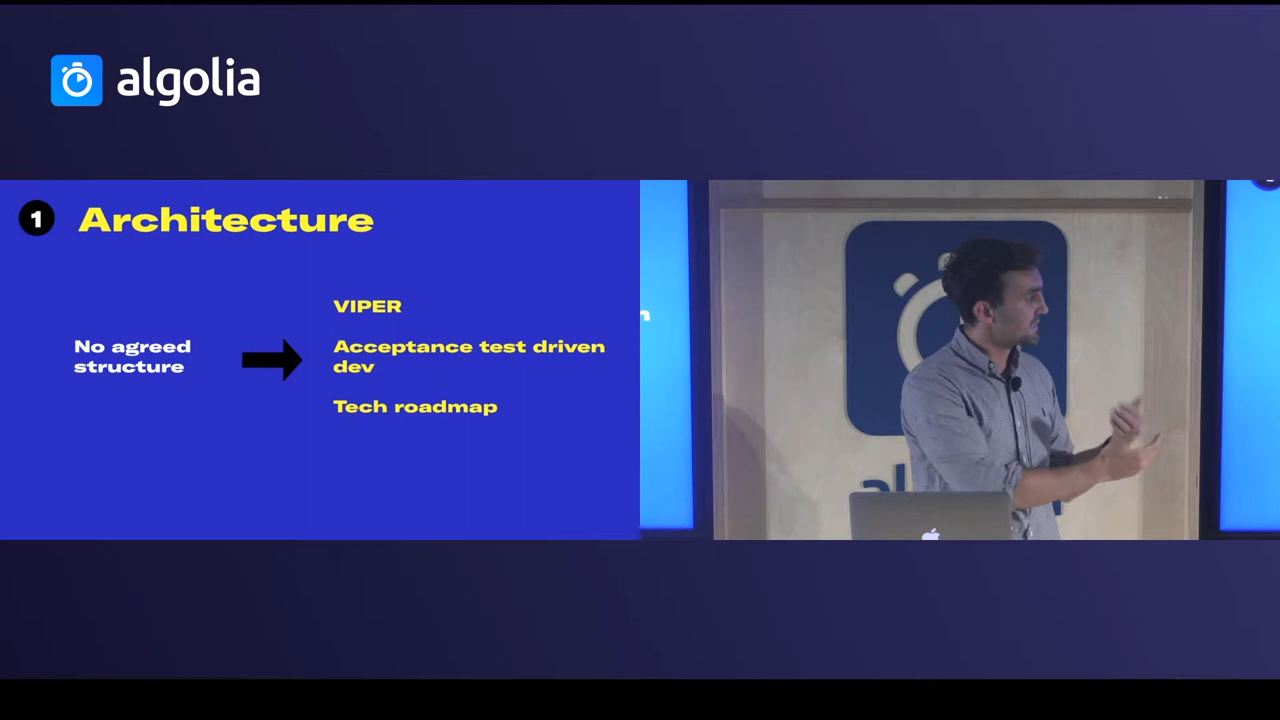 algolia
1 Architecture
VIPER
No agreed
structure
Acceptance test driven
dev
Tech roadmap